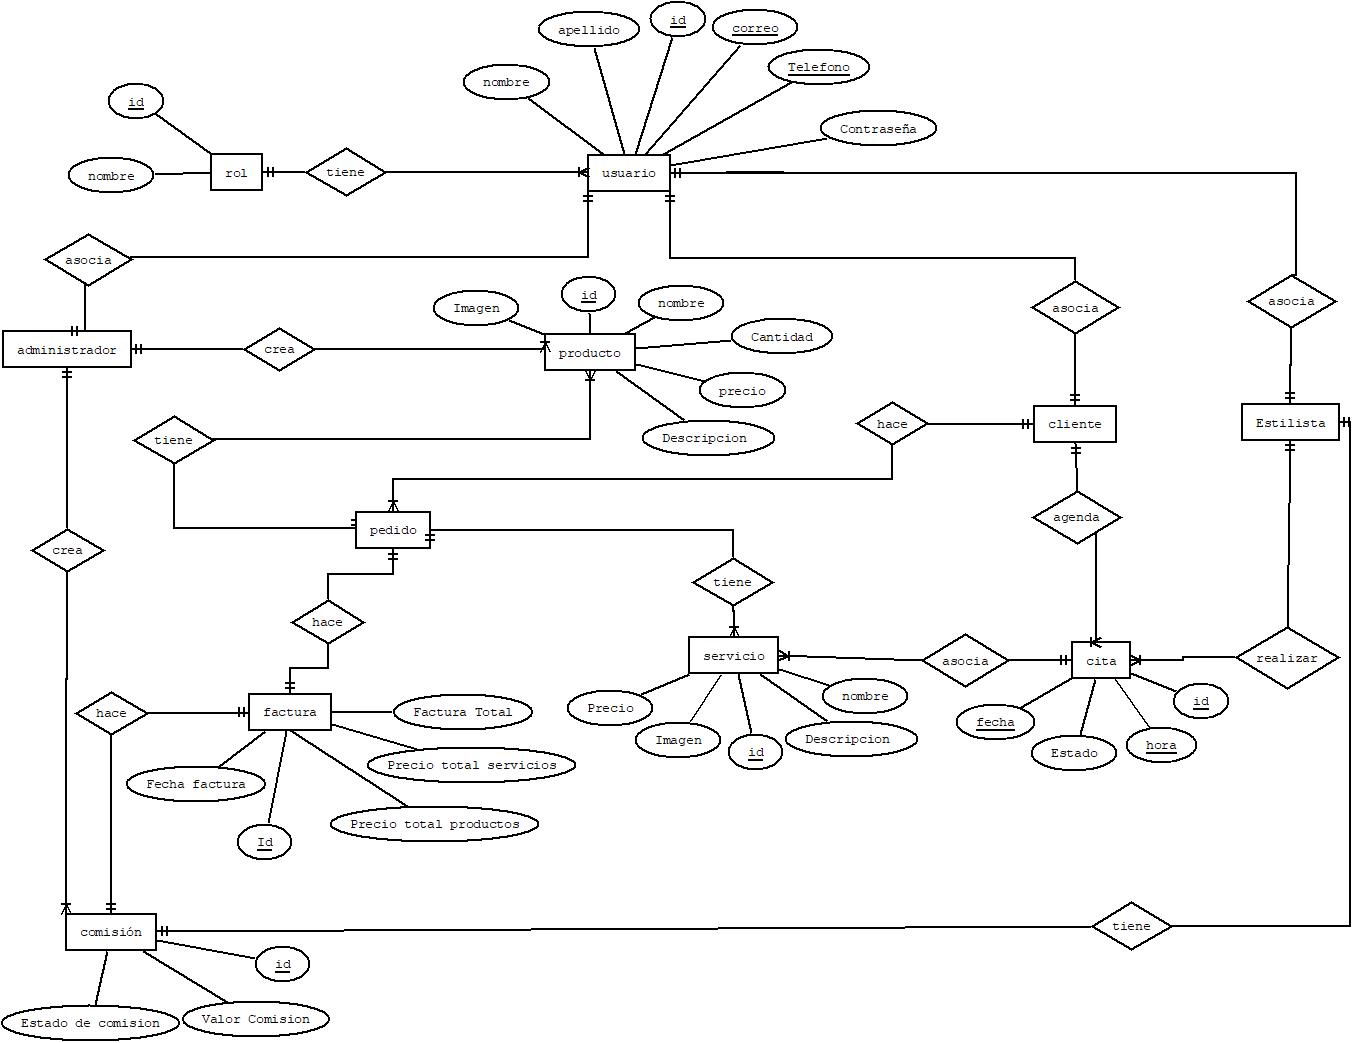 id
apellido
correo
Telefono
nombre
id
Contraseña
nombre
rol
tiene
usuario
asocia
Imagen
id
nombre
asocia
asocia
administrador
crea
producto
Cantidad
precio
Descripcion
tiene
hace
cliente
Estilista
pedido
agenda
crea
tiene
hace
servicio
asocia
cita
realizar
Precio
nombre
id
hace
factura
Factura Total
Imagen
id
Descripcion
fecha
Estado
hora
Precio total servicios
Fecha factura
Precio total productos
Id
comisión
tiene
id
Estado de comision
Valor Comision